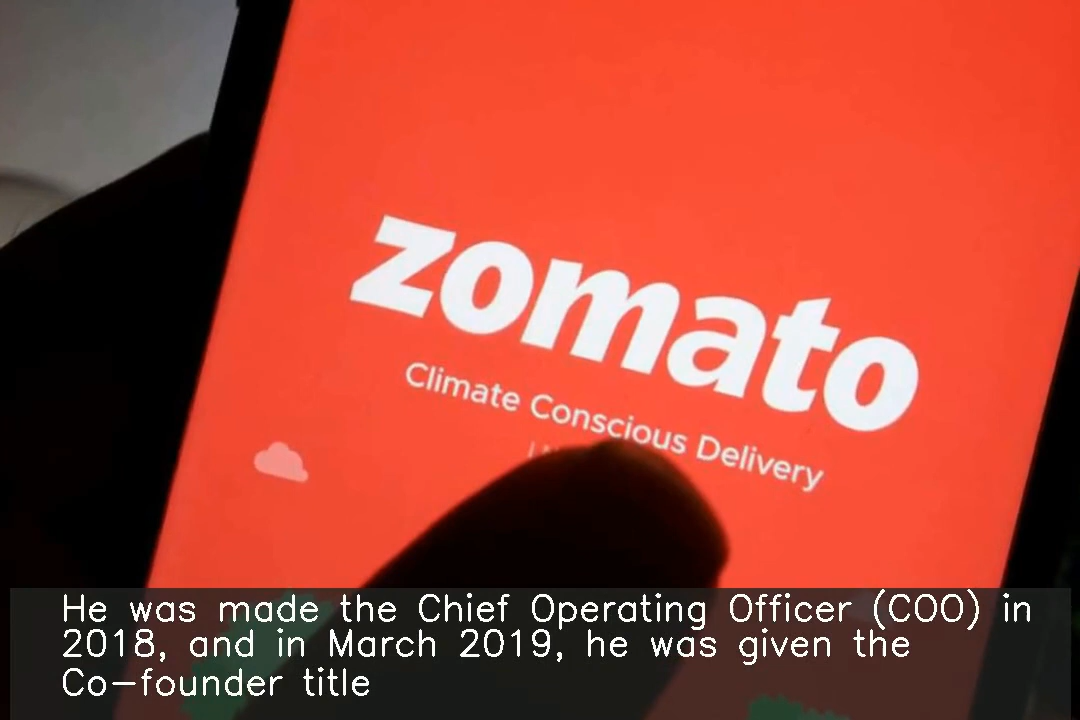 zomato
Climate Conscious Delivery
He was made the Chief Operating Officer (COO) in
2018, and in March 2019, he was given the
Co-founder title